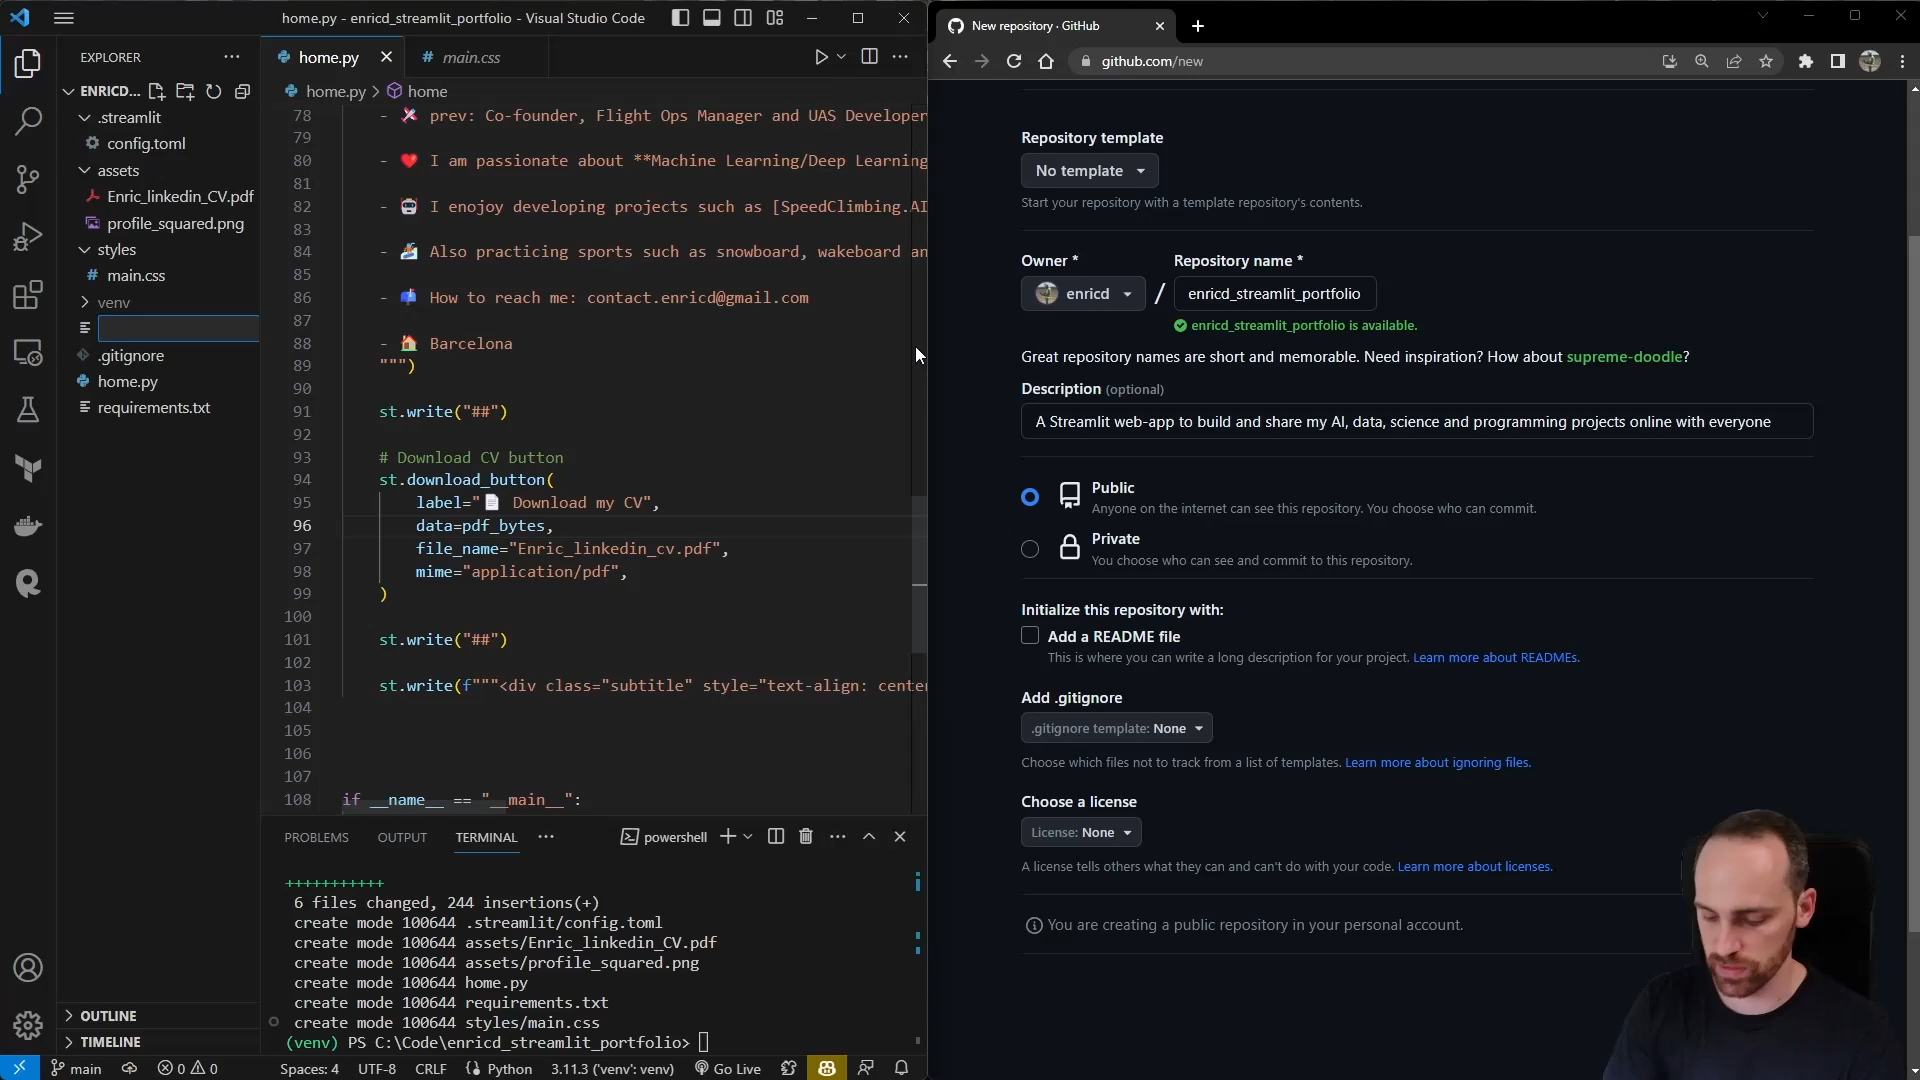 home.py - enricd_streamlit_portfolio - Visual Studio Code
EXPLORER
ENRICD...
.streamlit
config.toml
assets
Enric_linkedin_CV.pdf
profile_squared.png
styles
main.css
venv
.gitignore
home.py
requirements.txt
OUTLINE
TIMELINE
home.py
main.css
home.py > home
78 - prev: Co-founder, Flight Ops Manager and UAS Developer
79
80 - ❤️ I am passionate about **Machine Learning/Deep Learning
81
82 - 🤖 I enojoy developing projects such as [SpeedClimbing.AI
83
84 - 🏂 Also practicing sports such as snowboard, wakeboard an
85
86 - 📫 How to reach me: contact.enricd@gmail.com
87
88 - 🏠 Barcelona
89 """)
90
91 st.write("##")
92
93 # Download CV button
94 st.download_button(
95 label="📄 Download my CV",
96 data=pdf_bytes,
97 file_name="Enric_linkedin_cv.pdf",
98 mime="application/pdf",
99 )
100
101 st.write("##")
102
103 st.write(f"""<div class="subtitle" style="text-align: cente
104
105
106
107
108 if __name__ == "__main__":
PROBLEMS OUTPUT TERMINAL
powershell
+++++++++++
6 files changed, 244 insertions(+)
create mode 100644 .streamlit/config.toml
create mode 100644 assets/Enric_linkedin_CV.pdf
create mode 100644 assets/profile_squared.png
create mode 100644 home.py
create mode 100644 requirements.txt
create mode 100644 styles/main.css
(venv) PS C:\Code\enricd_streamlit_portfolio>
main 0 0 Spaces: 4 UTF-8 CRLF Python 3.11.3 ('venv': venv) Go Live
New repository · GitHub
github.com/new
Repository template
No template
Start your repository with a template repository's contents.
Owner * Repository name *
enricd / enricd_streamlit_portfolio
enricd_streamlit_portfolio is available.
Great repository names are short and memorable. Need inspiration? How about supreme-doodle?
Description (optional)
A Streamlit web-app to build and share my AI, data, science and programming projects online with everyone
Public
Anyone on the internet can see this repository. You choose who can commit.
Private
You choose who can see and commit to this repository.
Initialize this repository with:
Add a README file
This is where you can write a long description for your project. Learn more about READMEs.
Add .gitignore
.gitignore template: None
Choose which files not to track from a list of templates. Learn more about ignoring files.
Choose a license
License: None
A license tells others what they can and can't do with your code. Learn more about licenses.
You are creating a public repository in your personal account.